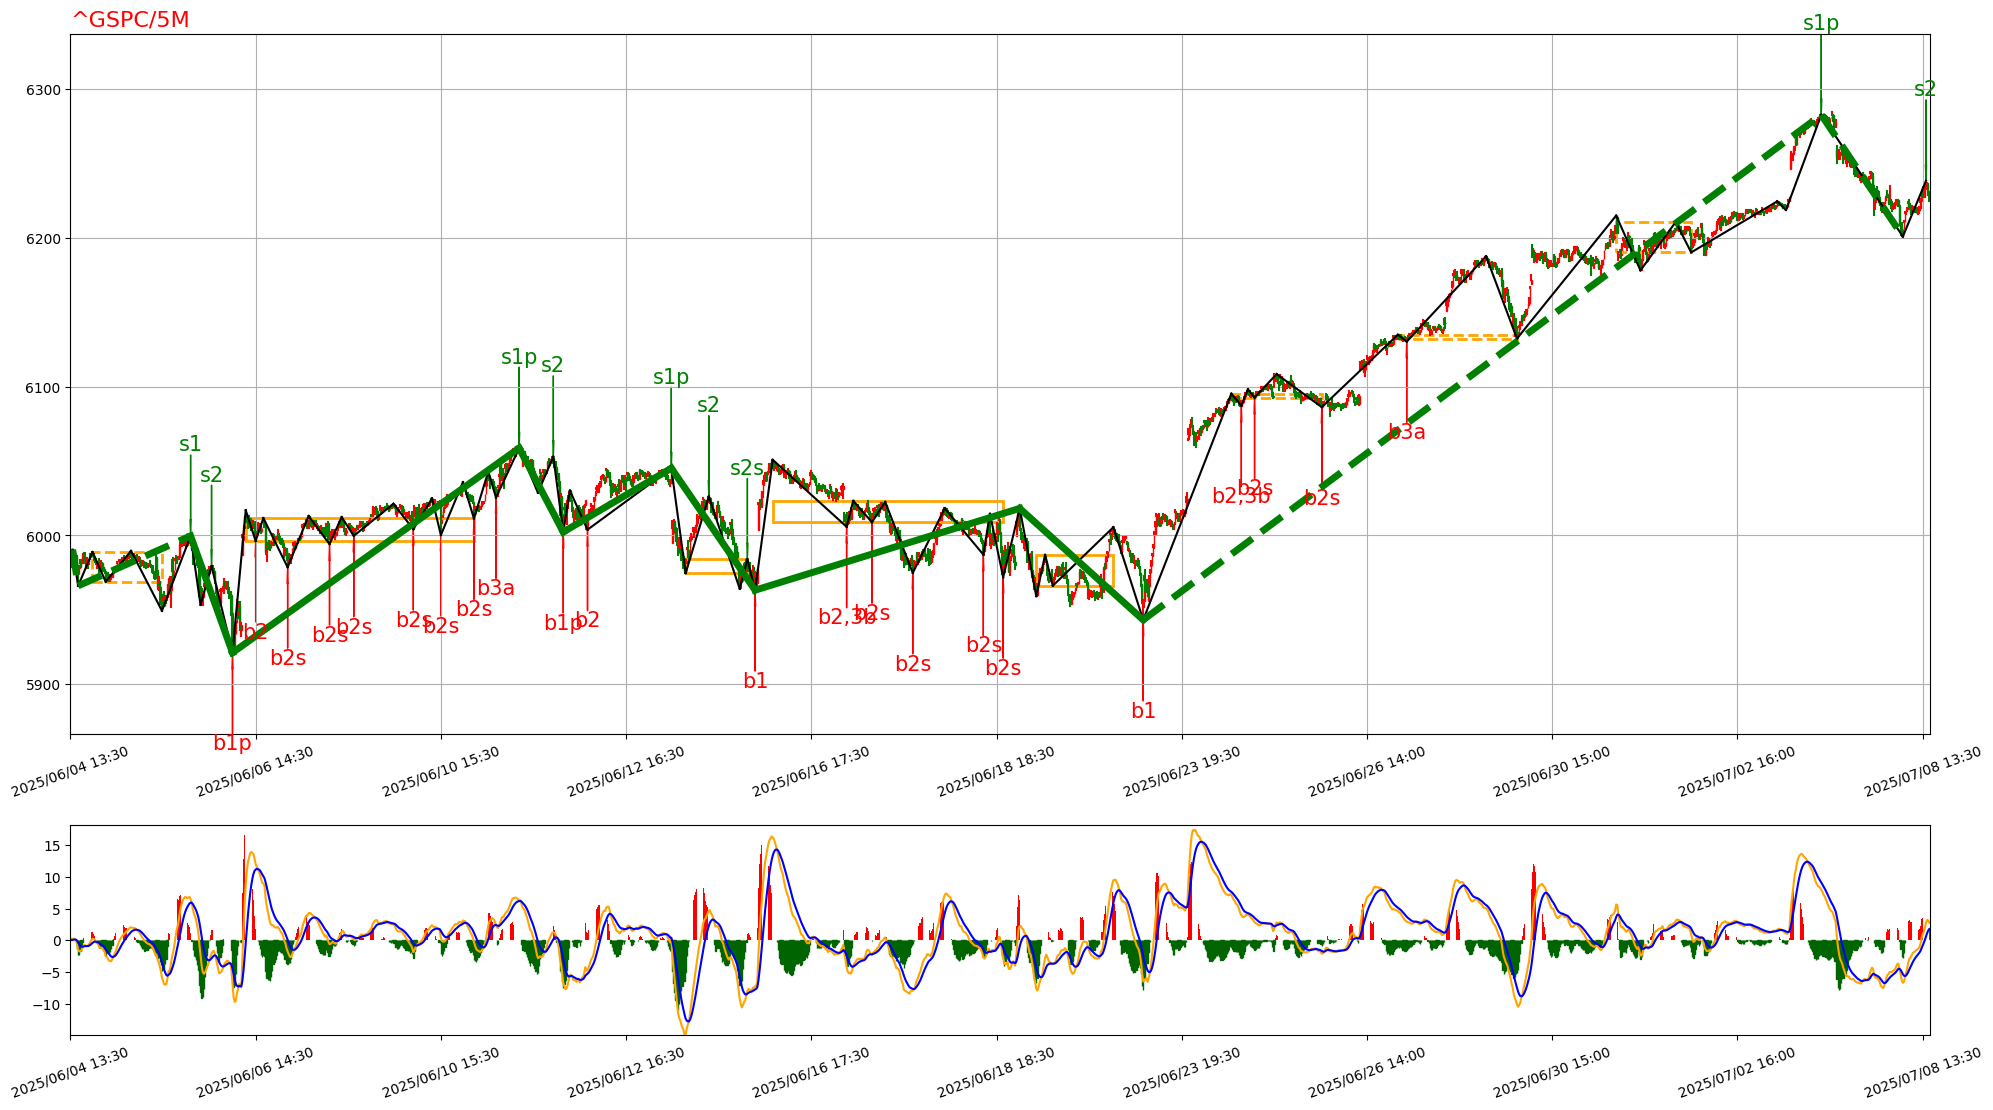 ^GSPC/5M
s1p
s2
6300
6200
6100
6000
5900
s1
s2
s1p
s2
s1p
s2
s2s
b1p
b2
b2s
b2s
b2s
b2s
b2s
b2s
b3a
b1p
b2
b1
b2,3b
b2s
b2s
b2s
b2s
b1
b2,3b
b2s
b2s
b3a
2025/06/04 13:30
2025/06/06 14:30
2025/06/10 15:30
2025/06/12 16:30
2025/06/16 17:30
2025/06/18 18:30
2025/06/23 19:30
2025/06/26 14:00
2025/06/30 15:00
2025/07/02 16:00
2025/07/08 13:30
15
10
5
0
−5
−10
2025/06/04 13:30
2025/06/06 14:30
2025/06/10 15:30
2025/06/12 16:30
2025/06/16 17:30
2025/06/18 18:30
2025/06/23 19:30
2025/06/26 14:00
2025/06/30 15:00
2025/07/02 16:00
2025/07/08 13:30